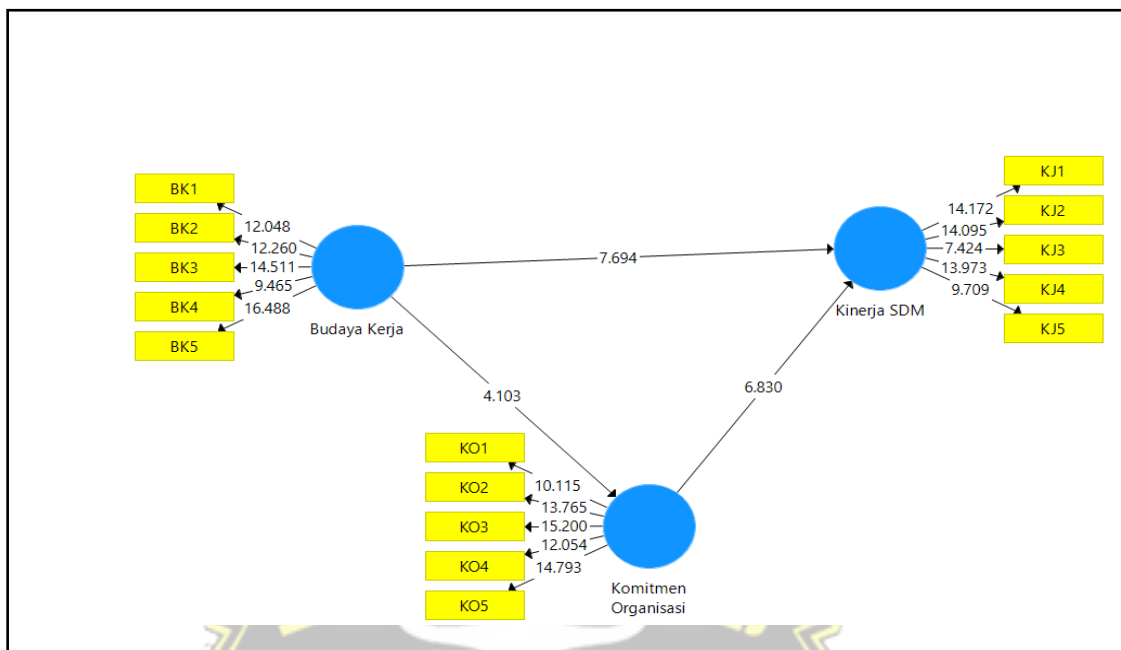 BK1
BK2
BK3
BK4
BK5
12.048
12.260
14.511
9.465
16.488
Budaya Kerja
7.694
4.103
6.830
KJ1
KJ2
KJ3
KJ4
KJ5
14.172
14.095
7.424
13.973
9.709
Kinerja SDM
KO1
KO2
KO3
KO4
KO5
10.115
13.765
15.200
12.054
14.793
Komitmen
Organisasi